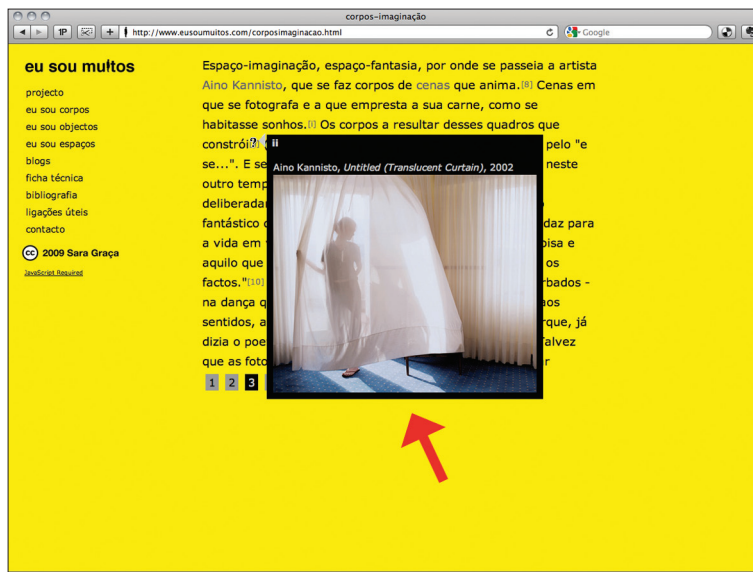 corpos-imaginação
1P
http://www.eusoumuitos.com/corposimaginacao.html
Google
eu sou muitos
projecto
eu sou corpos
eu sou objectos
eu sou espaços
blogs
ficha técnica
bibliografia
ligações úteis
contacto
cc 2009 Sara Graça
JavaScript Required
Espaço-imaginação, espaço-fantasia, por onde se passeia a artista
Aino Kannisto, que se faz corpos de cenas que anima.[8] Cenas em
que se fotografa e a que empresta a sua carne, como se
habitasse sonhos.[i] Os corpos a resultar desses quadros que
constrói pelo "e
se...". E se neste
outro temp
deliberadar
fantástico daz para
a vida em oisa e
aquilo que os
factos."[10] rbados -
na dança q aos
sentidos, a rque, já
dizia o poe alvez
que as foto r
ii
Aino Kannisto, Untitled (Translucent Curtain), 2002
1 2 3